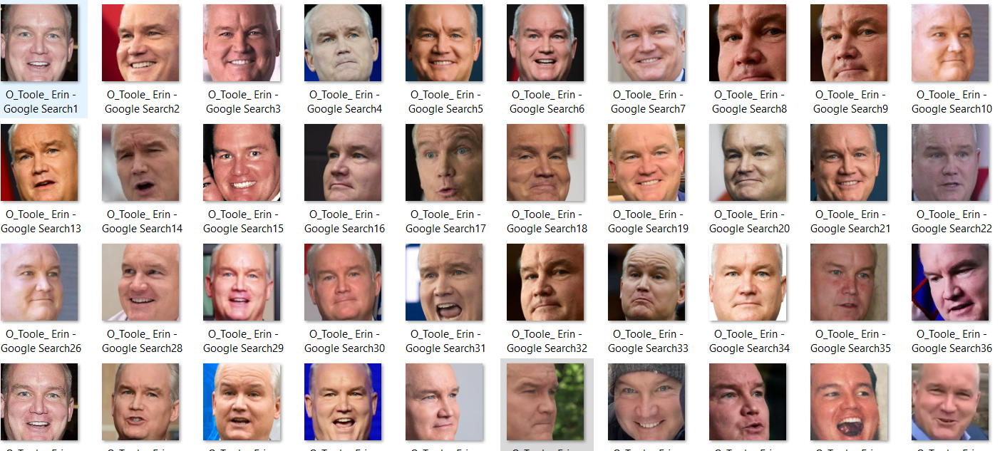 O_Toole_ Erin -
Google Search1
O_Toole_ Erin -
Google Search2
O_Toole_ Erin -
Google Search3
O_Toole_ Erin -
Google Search4
O_Toole_ Erin -
Google Search5
O_Toole_ Erin -
Google Search6
O_Toole_ Erin -
Google Search7
O_Toole_ Erin -
Google Search8
O_Toole_ Erin -
Google Search9
O_Toole_ Erin -
Google Search10
O_Toole_ Erin -
Google Search13
O_Toole_ Erin -
Google Search14
O_Toole_ Erin -
Google Search15
O_Toole_ Erin -
Google Search16
O_Toole_ Erin -
Google Search17
O_Toole_ Erin -
Google Search18
O_Toole_ Erin -
Google Search19
O_Toole_ Erin -
Google Search20
O_Toole_ Erin -
Google Search21
O_Toole_ Erin -
Google Search22
O_Toole_ Erin -
Google Search26
O_Toole_ Erin -
Google Search28
O_Toole_ Erin -
Google Search29
O_Toole_ Erin -
Google Search30
O_Toole_ Erin -
Google Search31
O_Toole_ Erin -
Google Search32
O_Toole_ Erin -
Google Search33
O_Toole_ Erin -
Google Search34
O_Toole_ Erin -
Google Search35
O_Toole_ Erin -
Google Search36